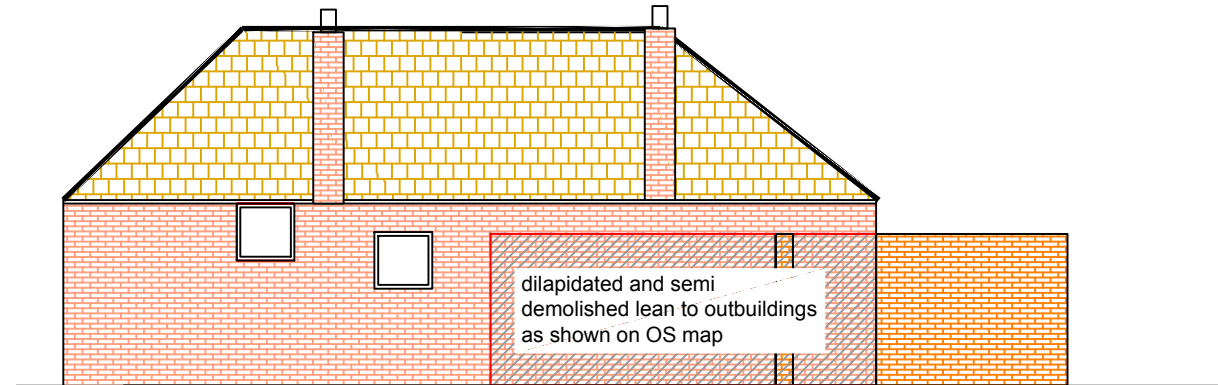 dilapidated and semi
demolished lean to outbuildings
as shown on OS map